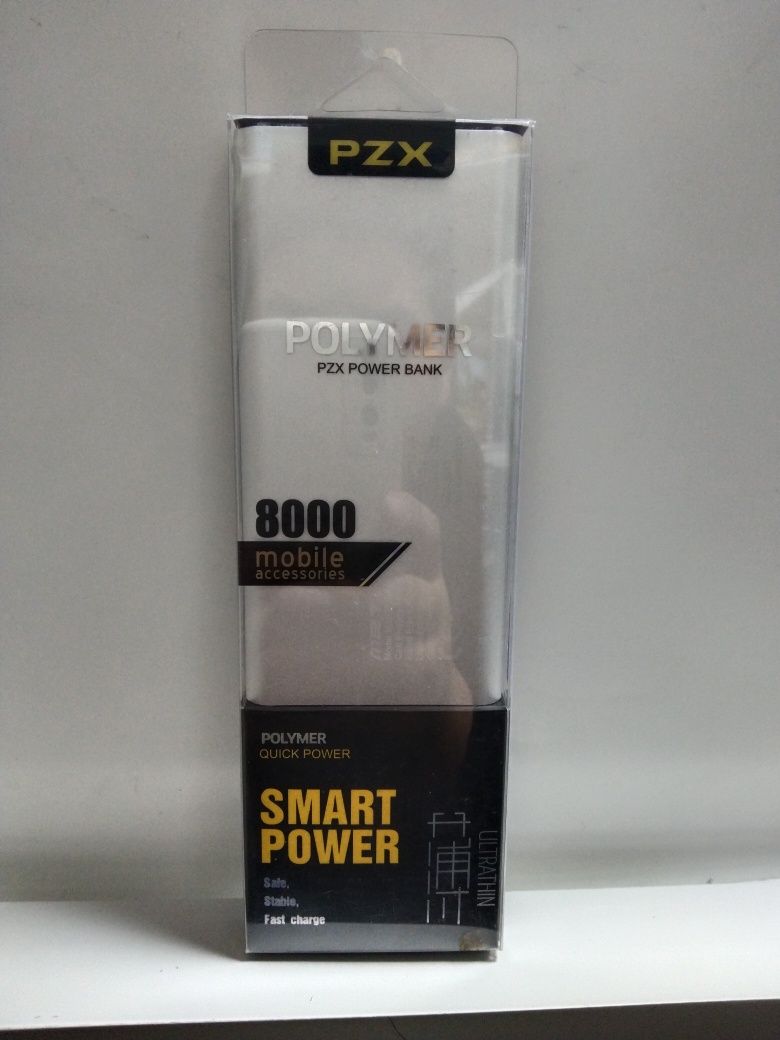 PZX
POLYMER
PZX POWER BANK
8000
mobile
accessories
POLYMER
QUICK POWER
SMART
POWER
ULTRATHIN
Safe,
Stable,
Fast charge